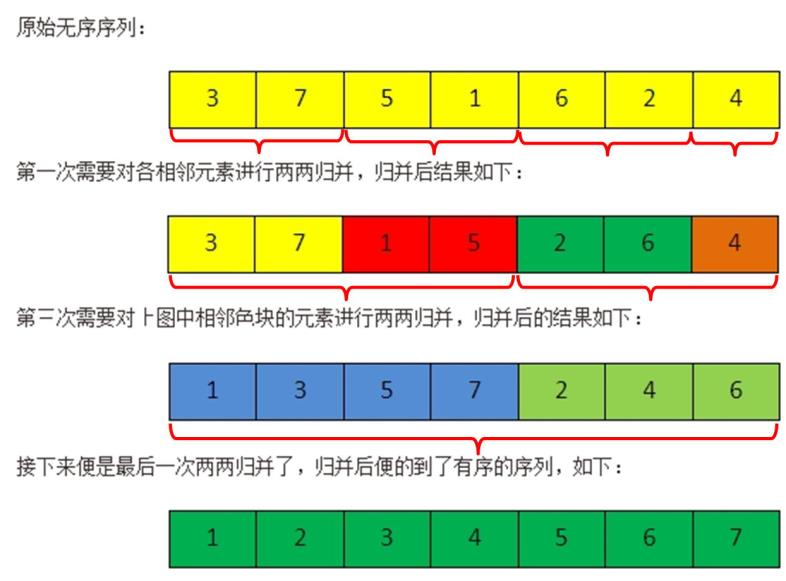 原始无序序列：
3 7 5 1 6 2 4
第一次需要对各相邻元素进行两两归并，归并后结果如下：
3 7 1 5 2 6 4
第三次需要对上图中相邻色块的元素进行两两归并，归并后的结果如下：
1 3 5 7 2 4 6
接下来便是最后一次两两归并了，归并后便的到了有序的序列，如下：
1 2 3 4 5 6 7